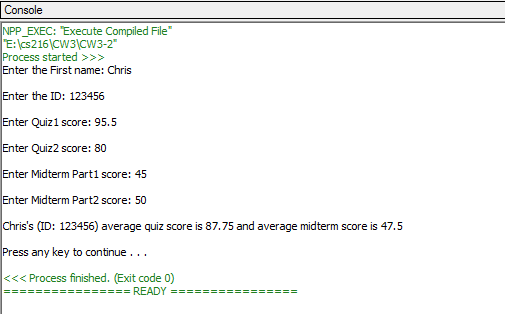 Console
NPP_EXEC: "Execute Compiled File"
"E:\cs216\CW3\CW3-2"
Process started >>>
Enter the First name: Chris
Enter the ID: 123456
Enter Quiz1 score: 95.5
Enter Quiz2 score: 80
Enter Midterm Part1 score: 45
Enter Midterm Part2 score: 50
Chris's (ID: 123456) average quiz score is 87.75 and average midterm score is 47.5
Press any key to continue . . .
<<< Process finished. (Exit code 0)
================ READY ================